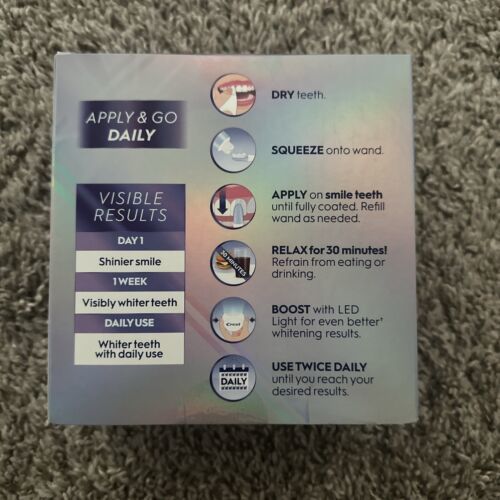 APPLY & GO
DAILY
VISIBLE
RESULTS
DAY 1
Shinier smile
1 WEEK
Visibly whiter teeth
DAILY USE
Whiter teeth
with daily use
DRY teeth.
SQUEEZE onto wand.
APPLY on smile teeth
until fully coated. Refill
wand as needed.
30 MINUTES
RELAX for 30 minutes!
Refrain from eating or
drinking.
Crest
BOOST with LED
Light for even better†
whitening results.
DAILY
USE TWICE DAILY
until you reach your
desired results.